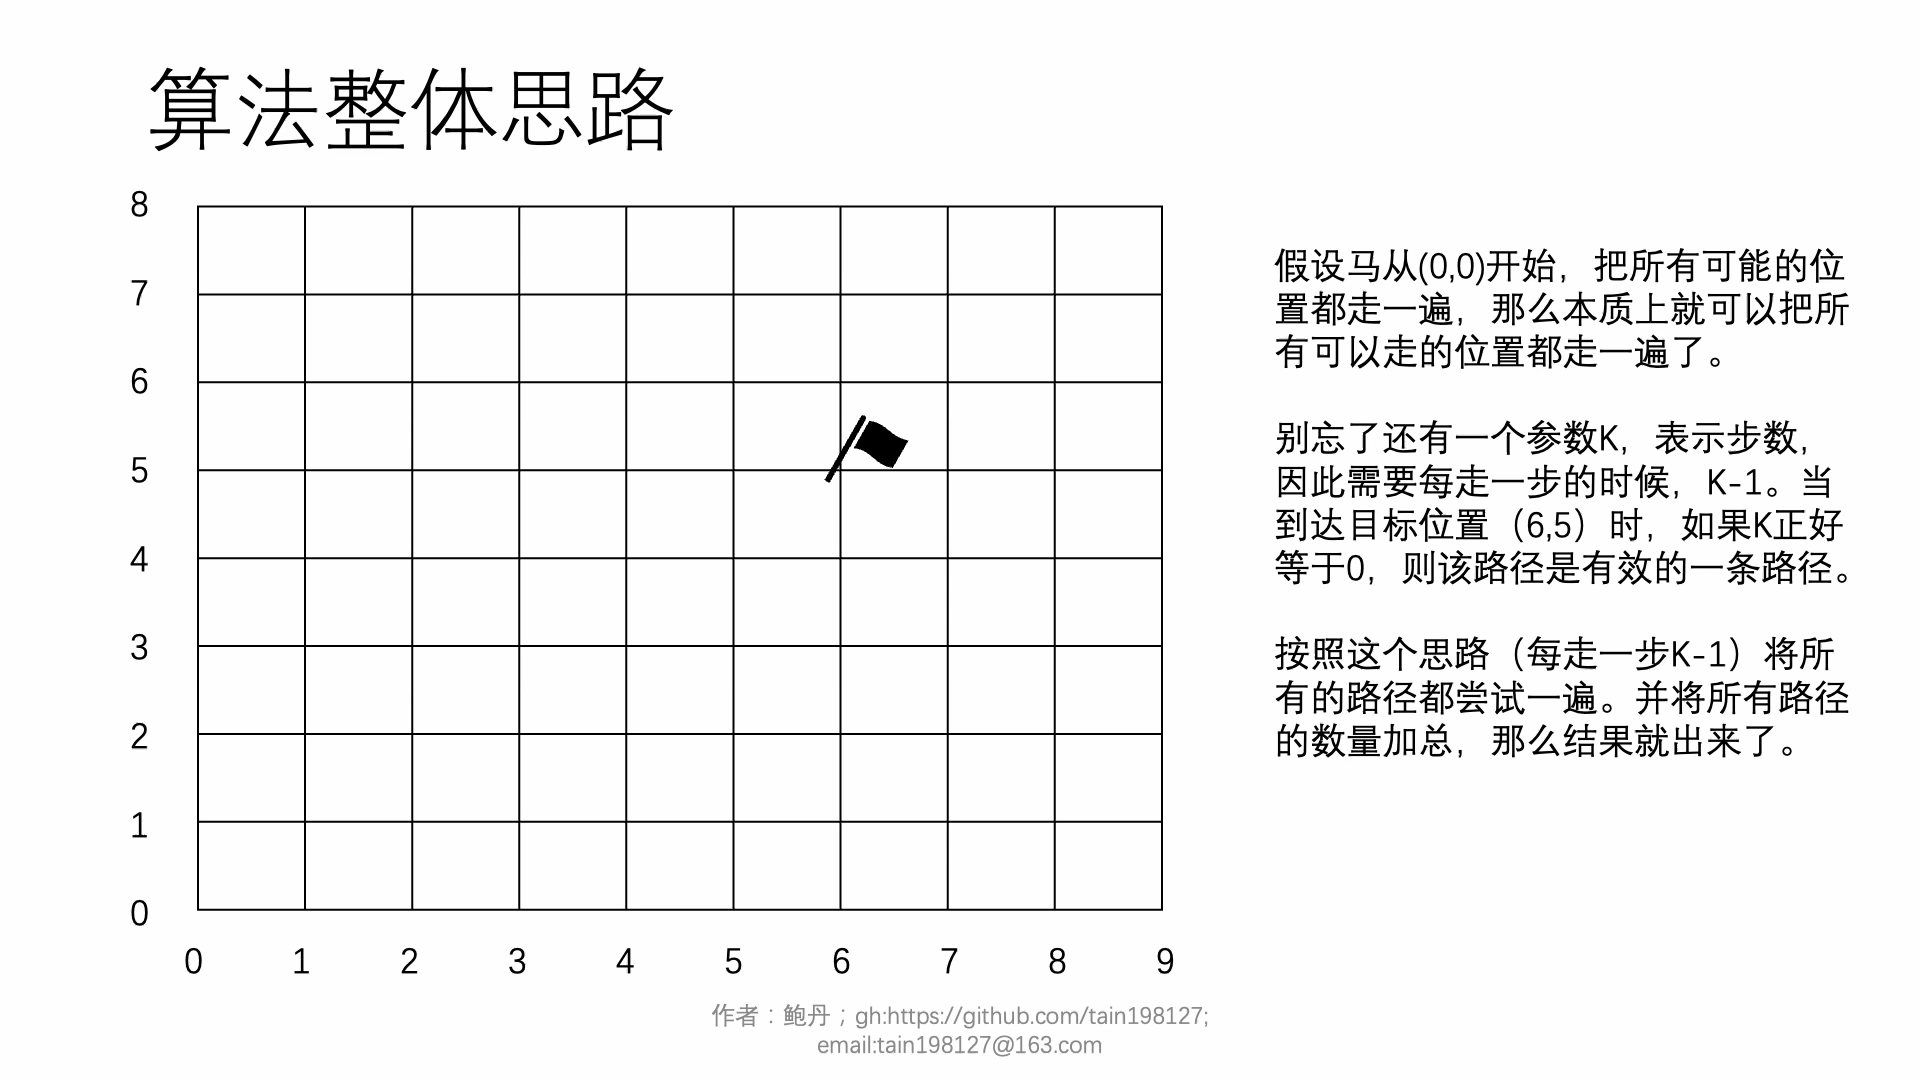 算法整体思路
8
7
6
5
4
3
2
1
0
0 1 2 3 4 5 6 7 8 9
假设马从(0,0)开始，把所有可能的位
置都走一遍，那么本质上就可以把所
有可以走的位置都走一遍了。
别忘了还有一个参数K，表示步数，
因此需要每走一步的时候，K-1。当
到达目标位置（6,5）时，如果K正好
等于0，则该路径是有效的一条路径。
按照这个思路（每走一步K-1）将所
有的路径都尝试一遍。并将所有路径
的数量加总，那么结果就出来了。
作者：鲍丹；gh:https://github.com/tain198127;
email:tain198127@163.com